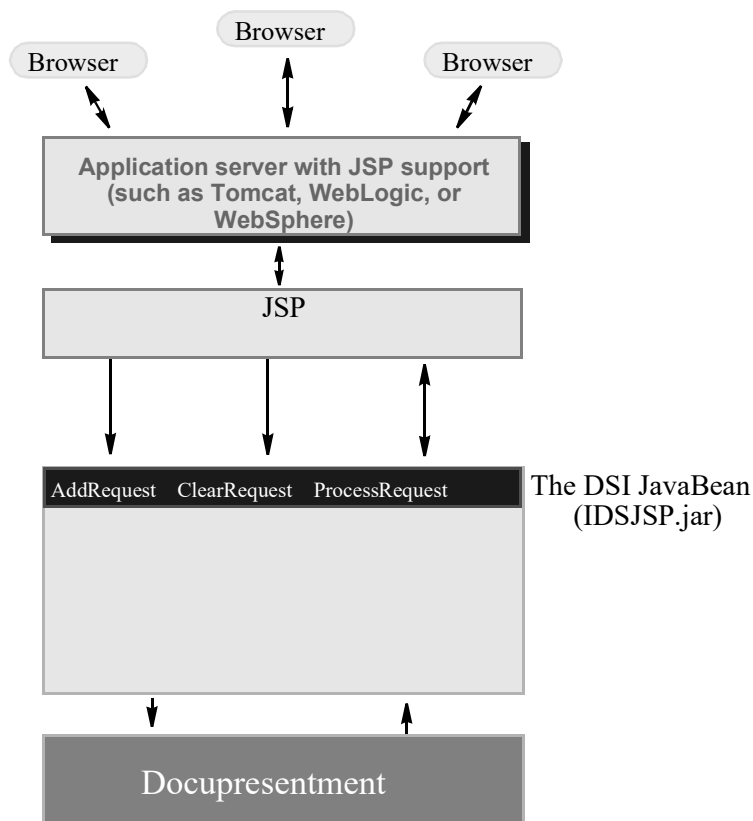 Browser
Browser
Browser
Application server with JSP support
(such as Tomcat, WebLogic, or
WebSphere)
JSP
AddRequest ClearRequest ProcessRequest
The DSI JavaBean
(IDSJSP.jar)
Docupresentment